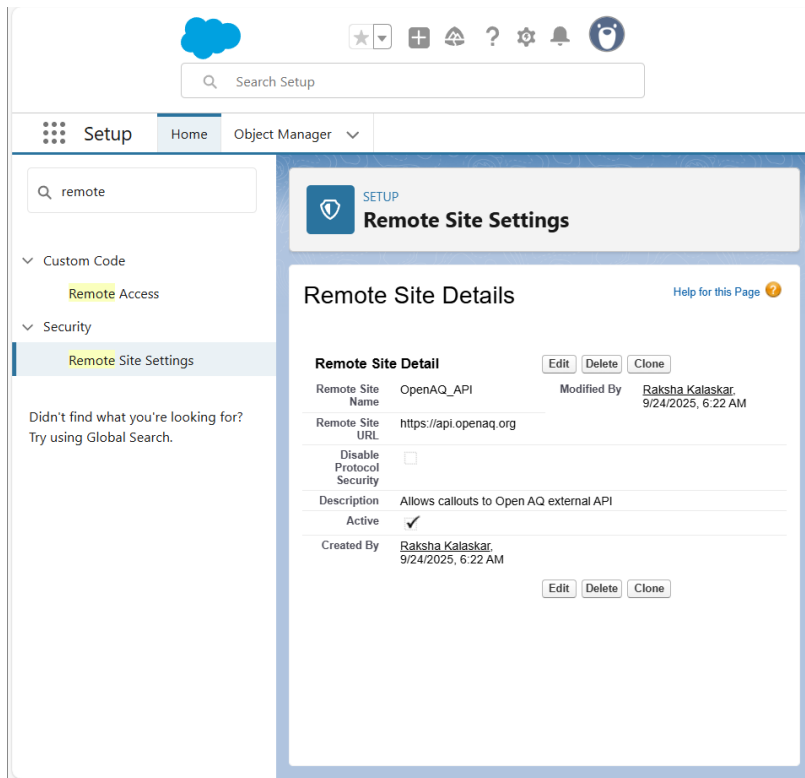 Search Setup
Setup
Home
Object Manager
remote
Custom Code
Remote Access
Security
Remote Site Settings
Didn't find what you're looking for?
Try using Global Search.
SETUP
Remote Site Settings
Remote Site Details
Help for this Page
Remote Site Detail
Edit Delete Clone
Remote Site Name OpenAQ_API
Modified By Raksha Kalaskar,
9/24/2025, 6:22 AM
Remote Site URL https://api.openaq.org
Disable Protocol Security
Description Allows callouts to Open AQ external API
Active
Created By Raksha Kalaskar,
9/24/2025, 6:22 AM
Edit Delete Clone